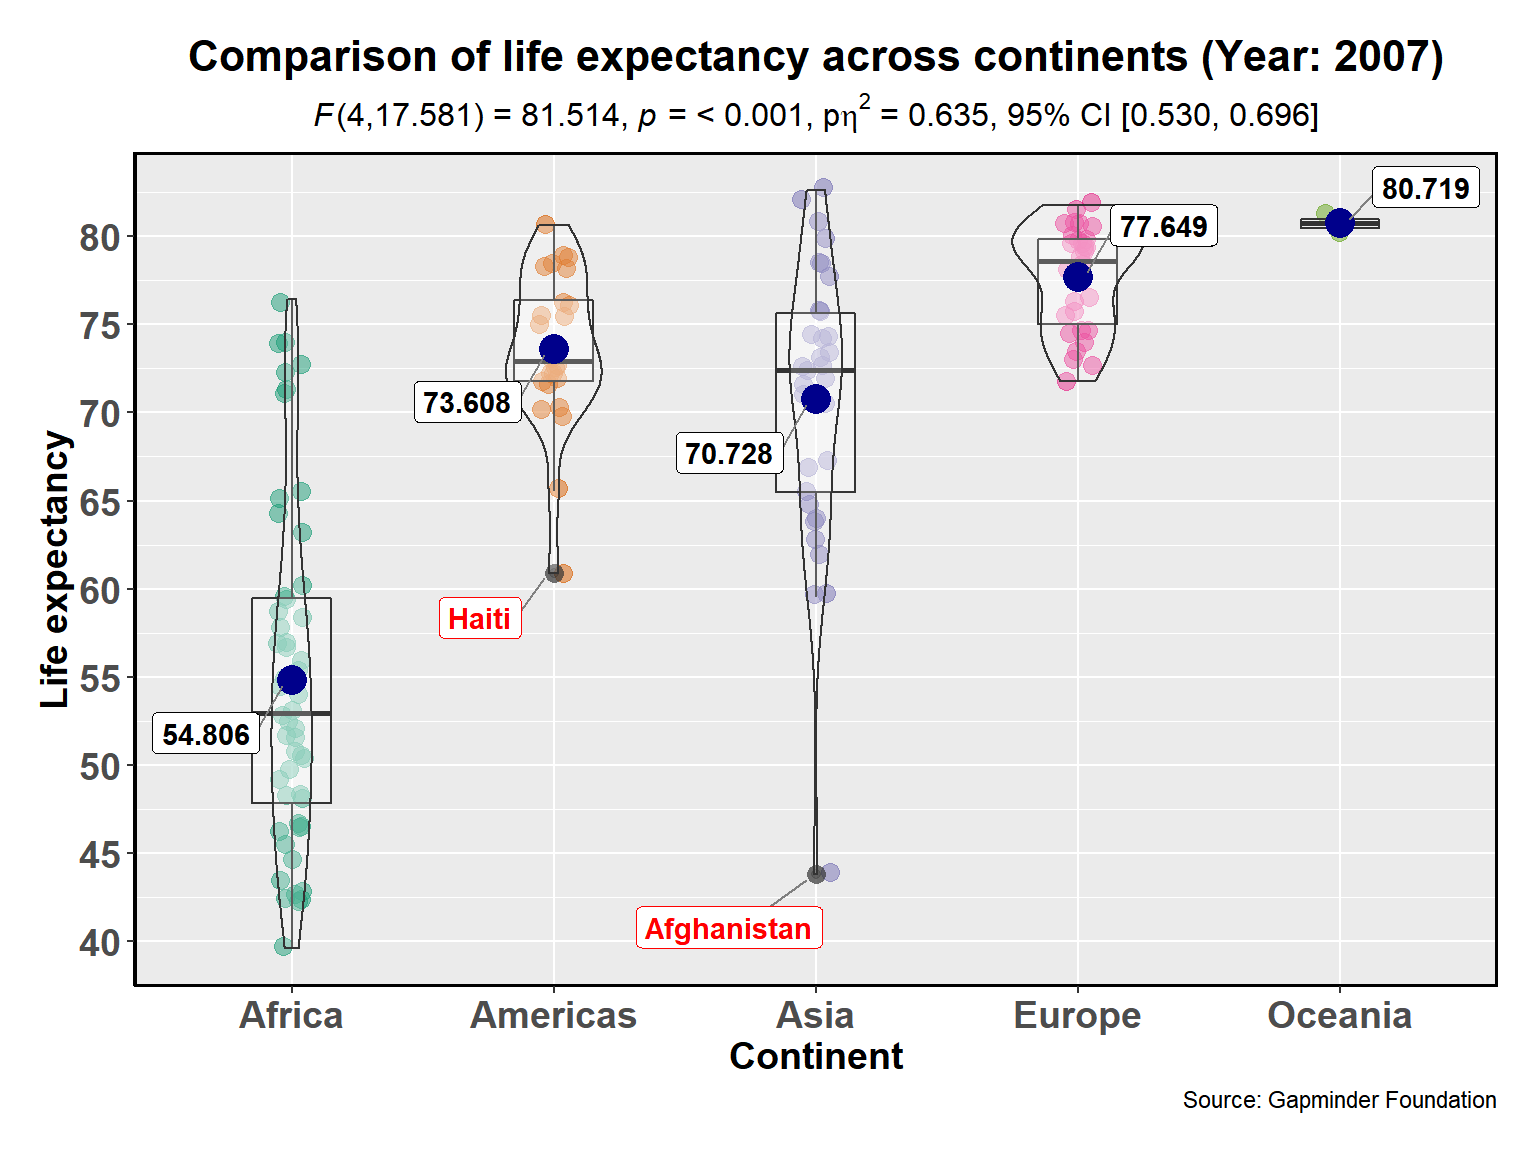 Comparison of life expectancy across continents (Year: 2007)
F(4,17.581) = 81.514, p = < 0.001, pη² = 0.635, 95% CI [0.530, 0.696]
Life expectancy
80
75
70
65
60
55
50
45
40
80.719
77.649
73.608
70.728
Haiti
54.806
Afghanistan
Africa
Americas
Asia
Europe
Oceania
Continent
Source: Gapminder Foundation